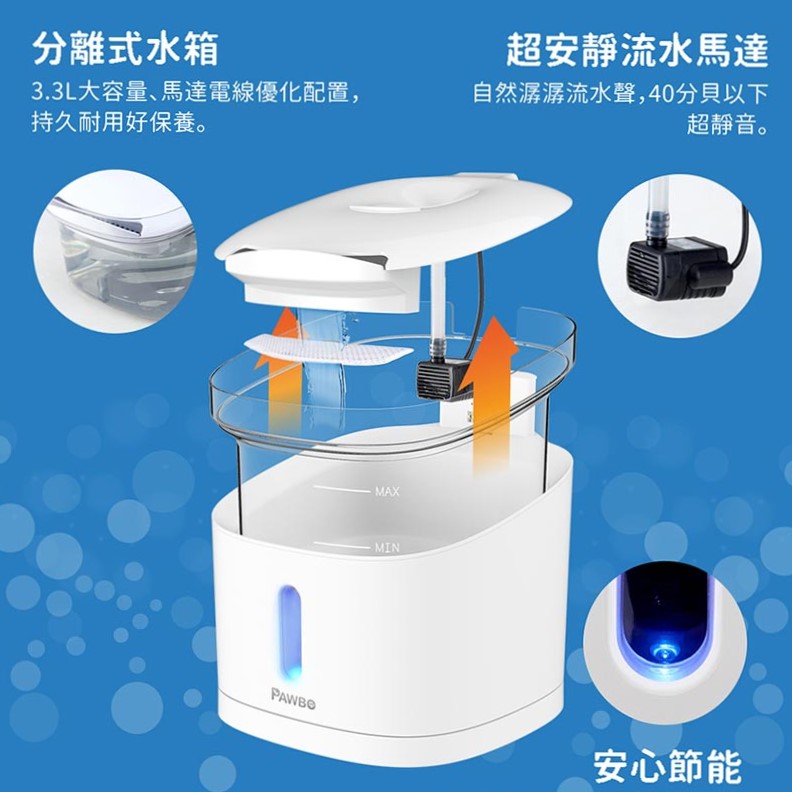 分離式水箱
3.3L大容量、馬達電線優化配置，
持久耐用好保養。
超安靜流水馬達
自然潺潺流水聲，40分貝以下
超靜音。
MAX
MIN
PAWBO
安心節能